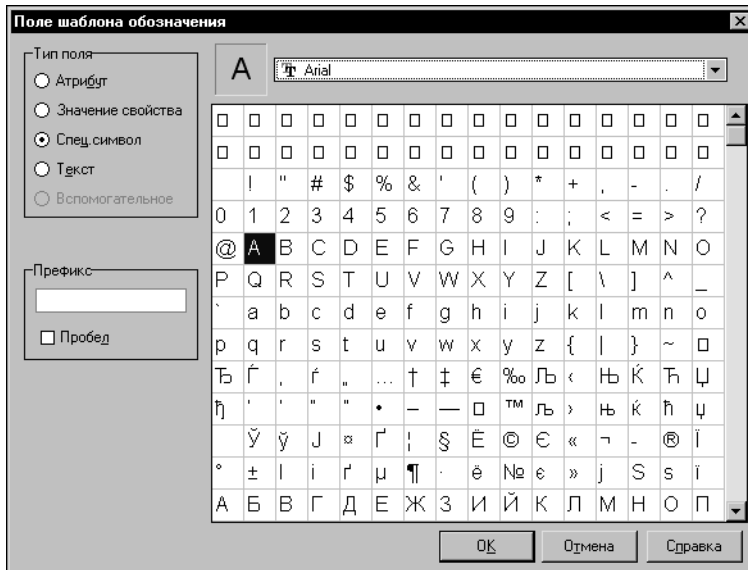 Поле шаблона обозначения
Тип поля
Атрибут
Значение свойства
Спец.символ
Текст
Вспомогательное
Префикс
Пробел
A
Arial
! " # $ % & ' ( ) * + , - . /
0 1 2 3 4 5 6 7 8 9 : ; < = > ?
@ A B C D E F G H I J K L M N O
P Q R S T U V W X Y Z [ \ ] ^ _
` a b c d e f g h i j k l m n o
p q r s t u v w x y z { | } ~ □
Ђ Ѓ ‚ ѓ „ … † ‡ € ‰ Љ ‹ Њ Ќ Ћ Џ
ђ ‘ ’ “ ” • – — □ ™ љ › њ ќ ћ џ
Ў ў Ј ¤ Ґ ¦ § Ё © Є « ¬ - ® Ї
° ± І і ґ µ ¶ · ё № є » ј Ѕ ѕ ї
А Б В Г Д Е Ж З И Й К Л М Н О П
OK
Отмена
Справка